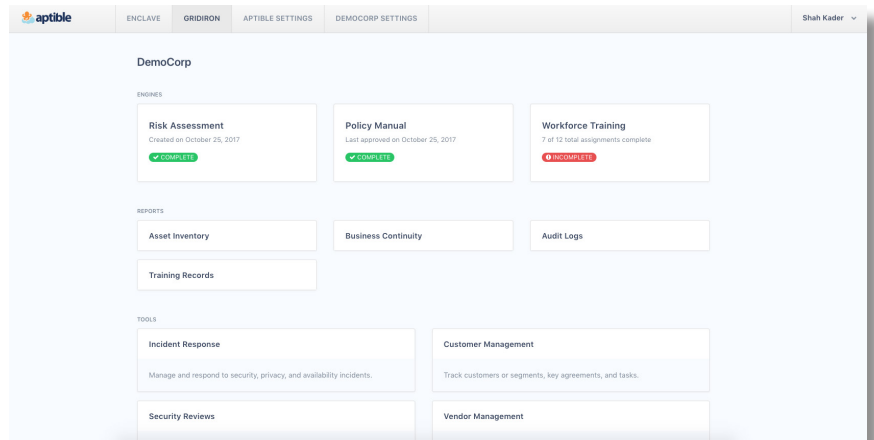 aptible
ENCLAVE
GRIDIRON
APTIBLE SETTINGS
DEMOCORP SETTINGS
Shah Kader
DemoCorp
ENGINES
Risk Assessment
Created on October 25, 2017
COMPLETE
Policy Manual
Last approved on October 25, 2017
COMPLETE
Workforce Training
7 of 12 total assignments complete
INCOMPLETE
REPORTS
Asset Inventory
Business Continuity
Audit Logs
Training Records
TOOLS
Incident Response
Manage and respond to security, privacy, and availability incidents.
Customer Management
Track customers or segments, key agreements, and tasks.
Security Reviews
Vendor Management